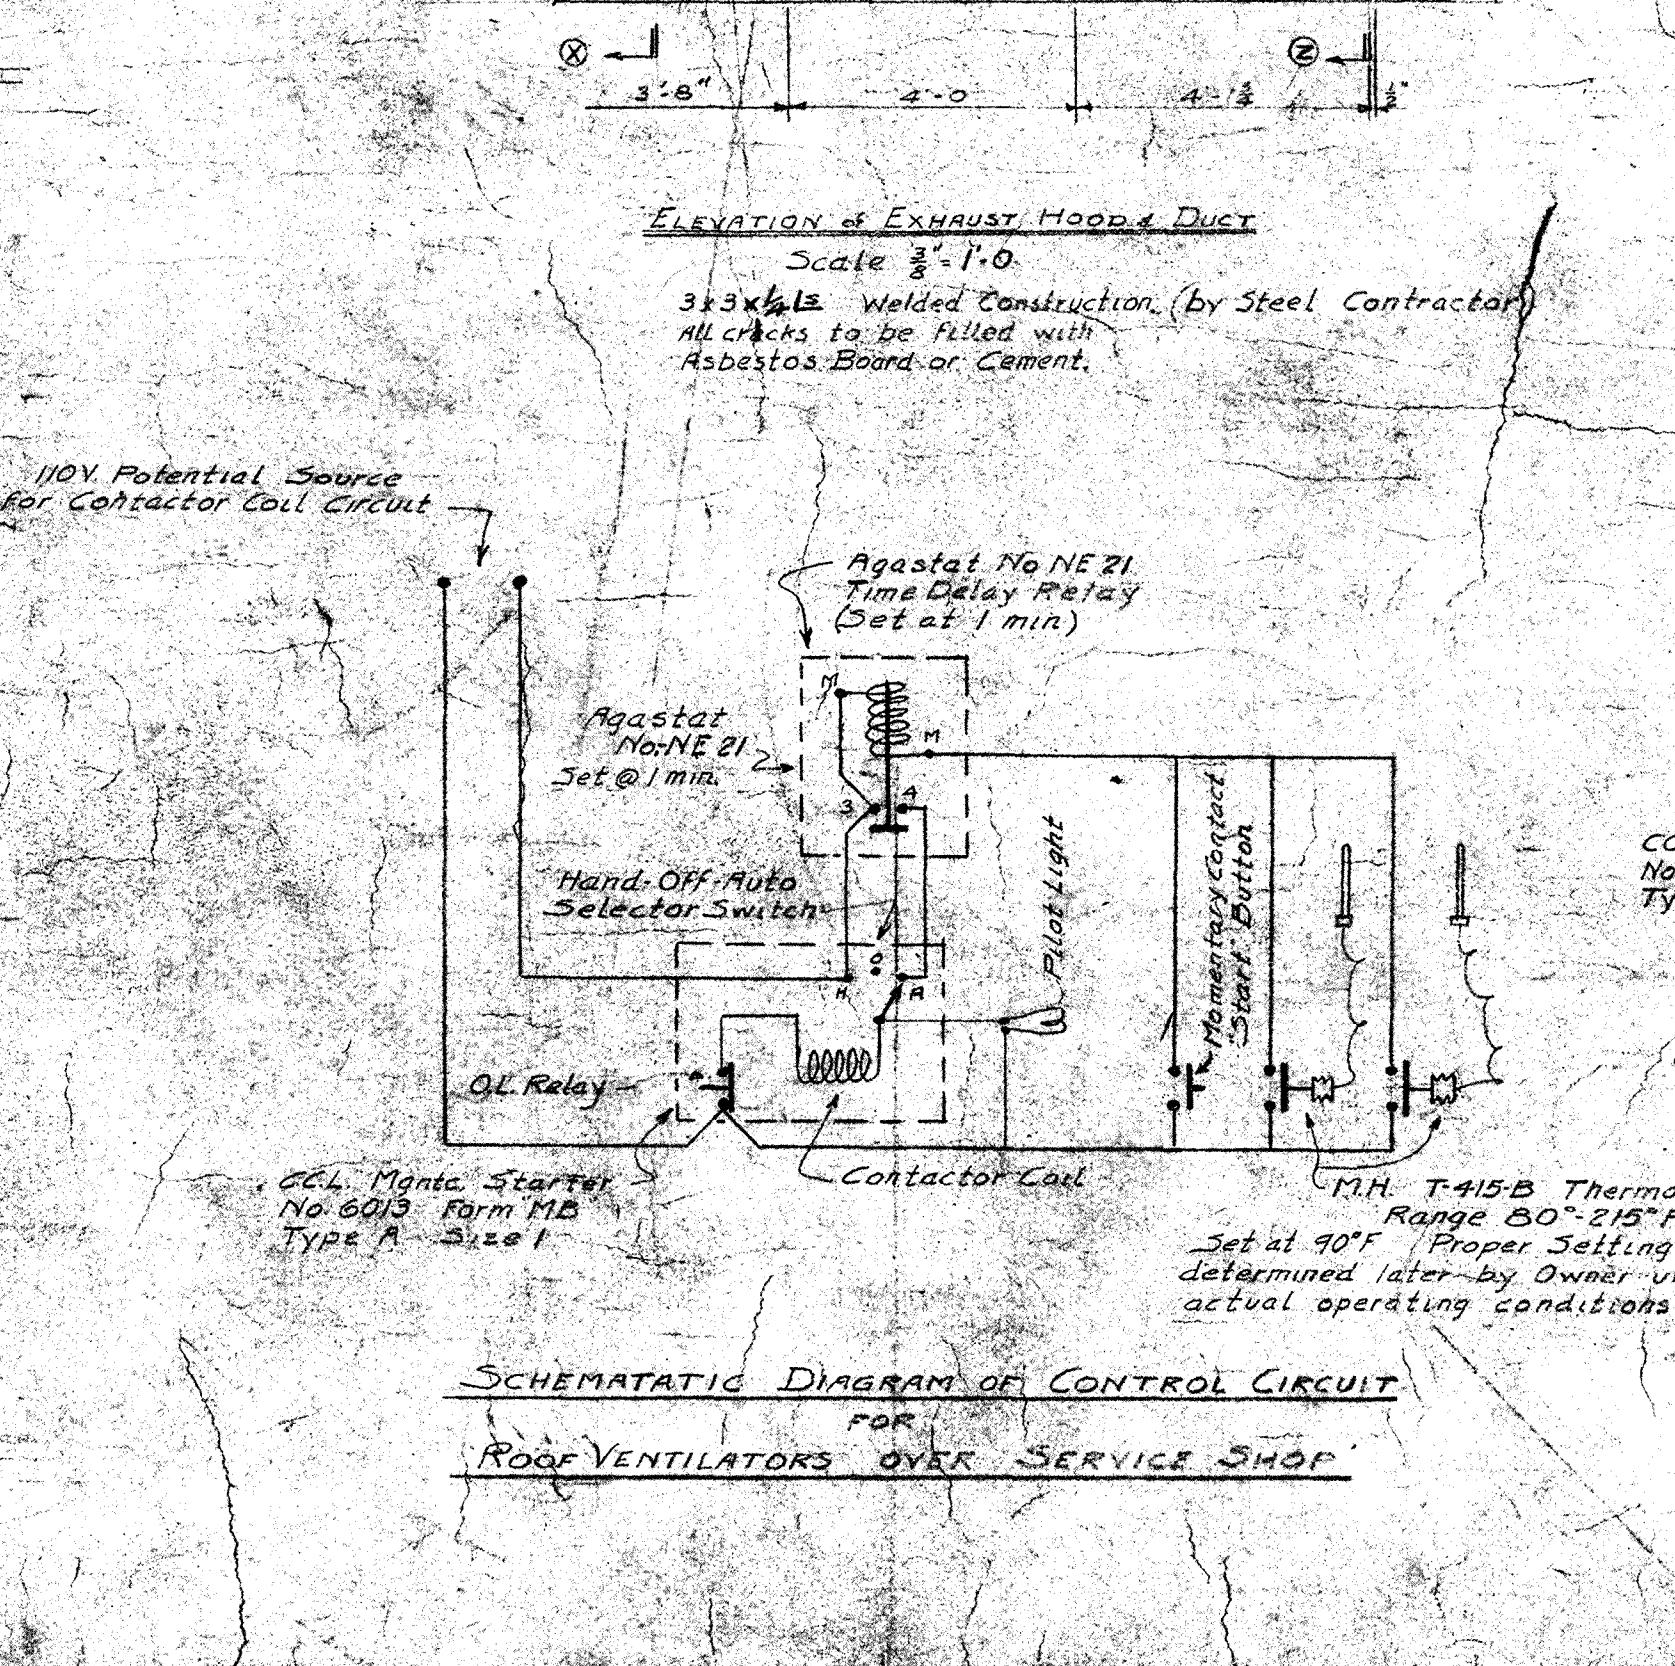 X Z
3'-8" 4'-0 4'-1 3/4 1/2"
ELEVATION of EXHAUST HOOD & DUCT
Scale 3/8" = 1'-0
3x3x1/4 Ls Welded Construction (by Steel Contractor)
All cracks to be filled with
Asbestos Board or Cement.
110V Potential Source
for Contactor Coil Circuit
Agastat No NE 21
Time Delay Relay
(Set at 1 min)
M
M
Agastat
No. NE 21
Set @ 1 min.
3 4
Pilot Light
Momentary Contact
"Start" Button
CC
No
Ty
Hand-Off-Auto
Selector Switch
O
H A
O.L. Relay
Contactor Coil
C.C.L. Mgntc. Starter
No. 6013 Form MB
Type A Size 1
M.H. T-415-B Thermo
Range 80°-215°F
Set at 90°F Proper Setting
determined later by Owner u
actual operating conditions
SCHEMATATIC DIAGRAM OF CONTROL CIRCUIT
FOR
ROOF VENTILATORS OVER SERVICE SHOP